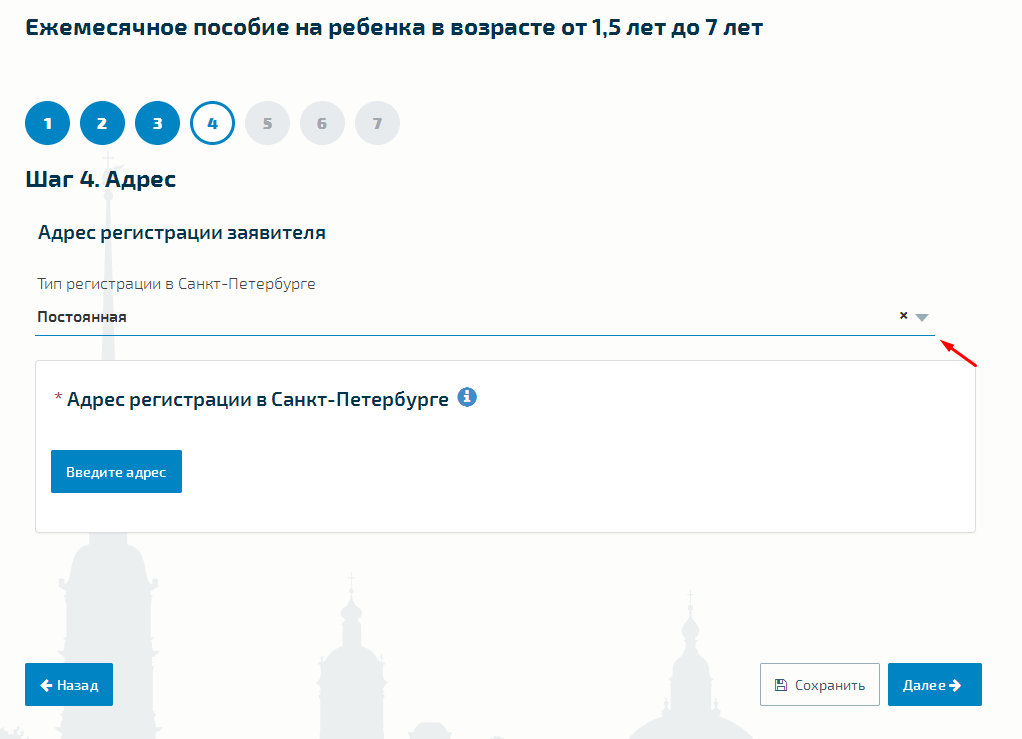 Ежемесячное пособие на ребенка в возрасте от 1,5 лет до 7 лет
1 2 3 4 5 6 7
Шаг 4. Адрес
Адрес регистрации заявителя
Тип регистрации в Санкт-Петербурге
Постоянная
* Адрес регистрации в Санкт-Петербурге
Введите адрес
Назад Сохранить Далее